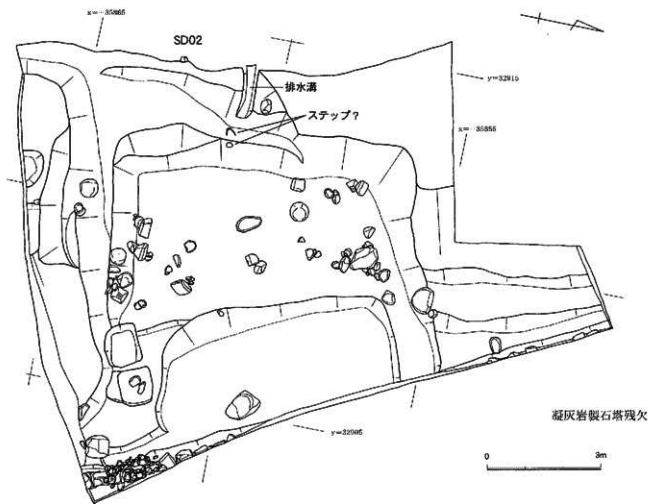 x=-35865
SD02
排水溝
y=32915
ステップ？
x=-35855
y=32905
凝灰岩製石塔残欠
0 3m